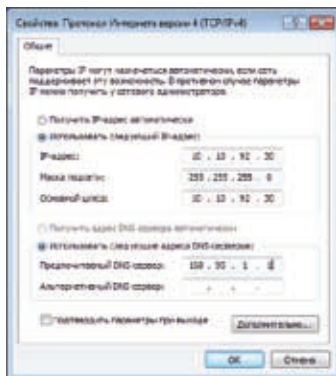 Свойства: Протокол Интернета версии 4 (TCP/IPv4)
Общие
Параметры IP могут назначаться автоматически, если сеть
поддерживает эту возможность. В противном случае параметры
IP можно получить у сетевого администратора.
Получить IP-адрес автоматически
Использовать следующий IP-адрес:
IP-адрес: 10 . 10 . 92 . 30
Маска подсети: 255 . 255 . 255 . 0
Основной шлюз: 10 . 10 . 92 . 30
Получить адрес DNS-сервера автоматически
Использовать следующие адреса DNS-серверов:
Предпочитаемый DNS-сервер:
Альтернативный DNS-сервер: . . .
Подтвердить параметры при выходе
Дополнительно...
ОК
Отмена